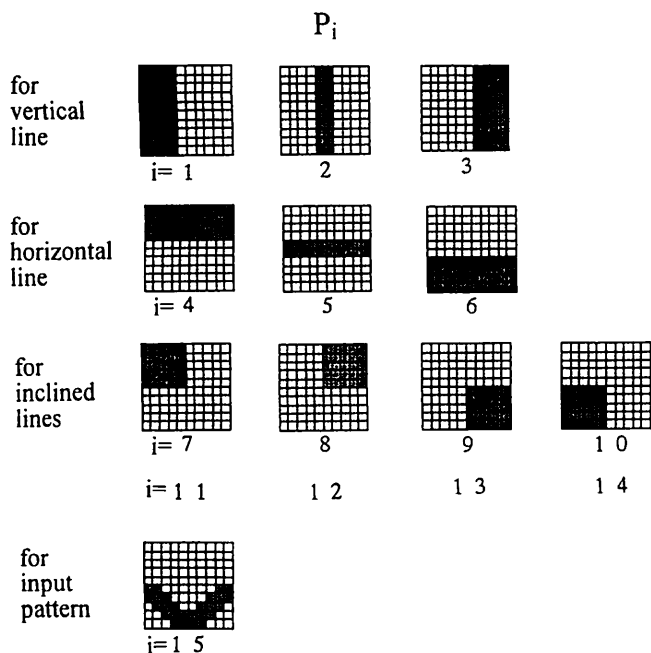 Pi
for
vertical
line
i= 1 2 3
for
horizontal
line
i= 4 5 6
for
inclined
lines
i= 7 8 9 1 0
i= 1 1 1 2 1 3 1 4
for
input
pattern
i= 1 5